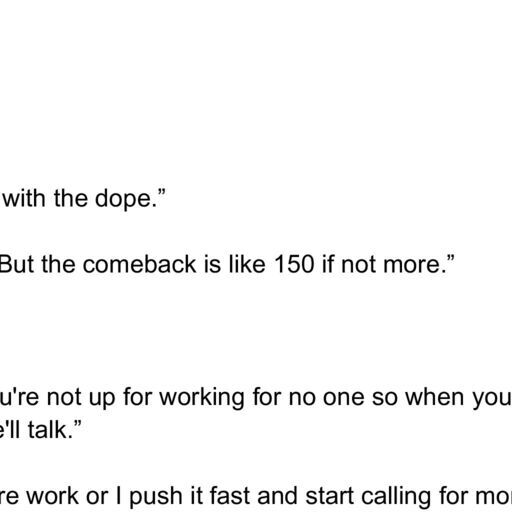 with the dope.”
But the comeback is like 150 if not more.”
u're not up for working for no one so when you
e'll talk.”
re work or I push it fast and start calling for mo